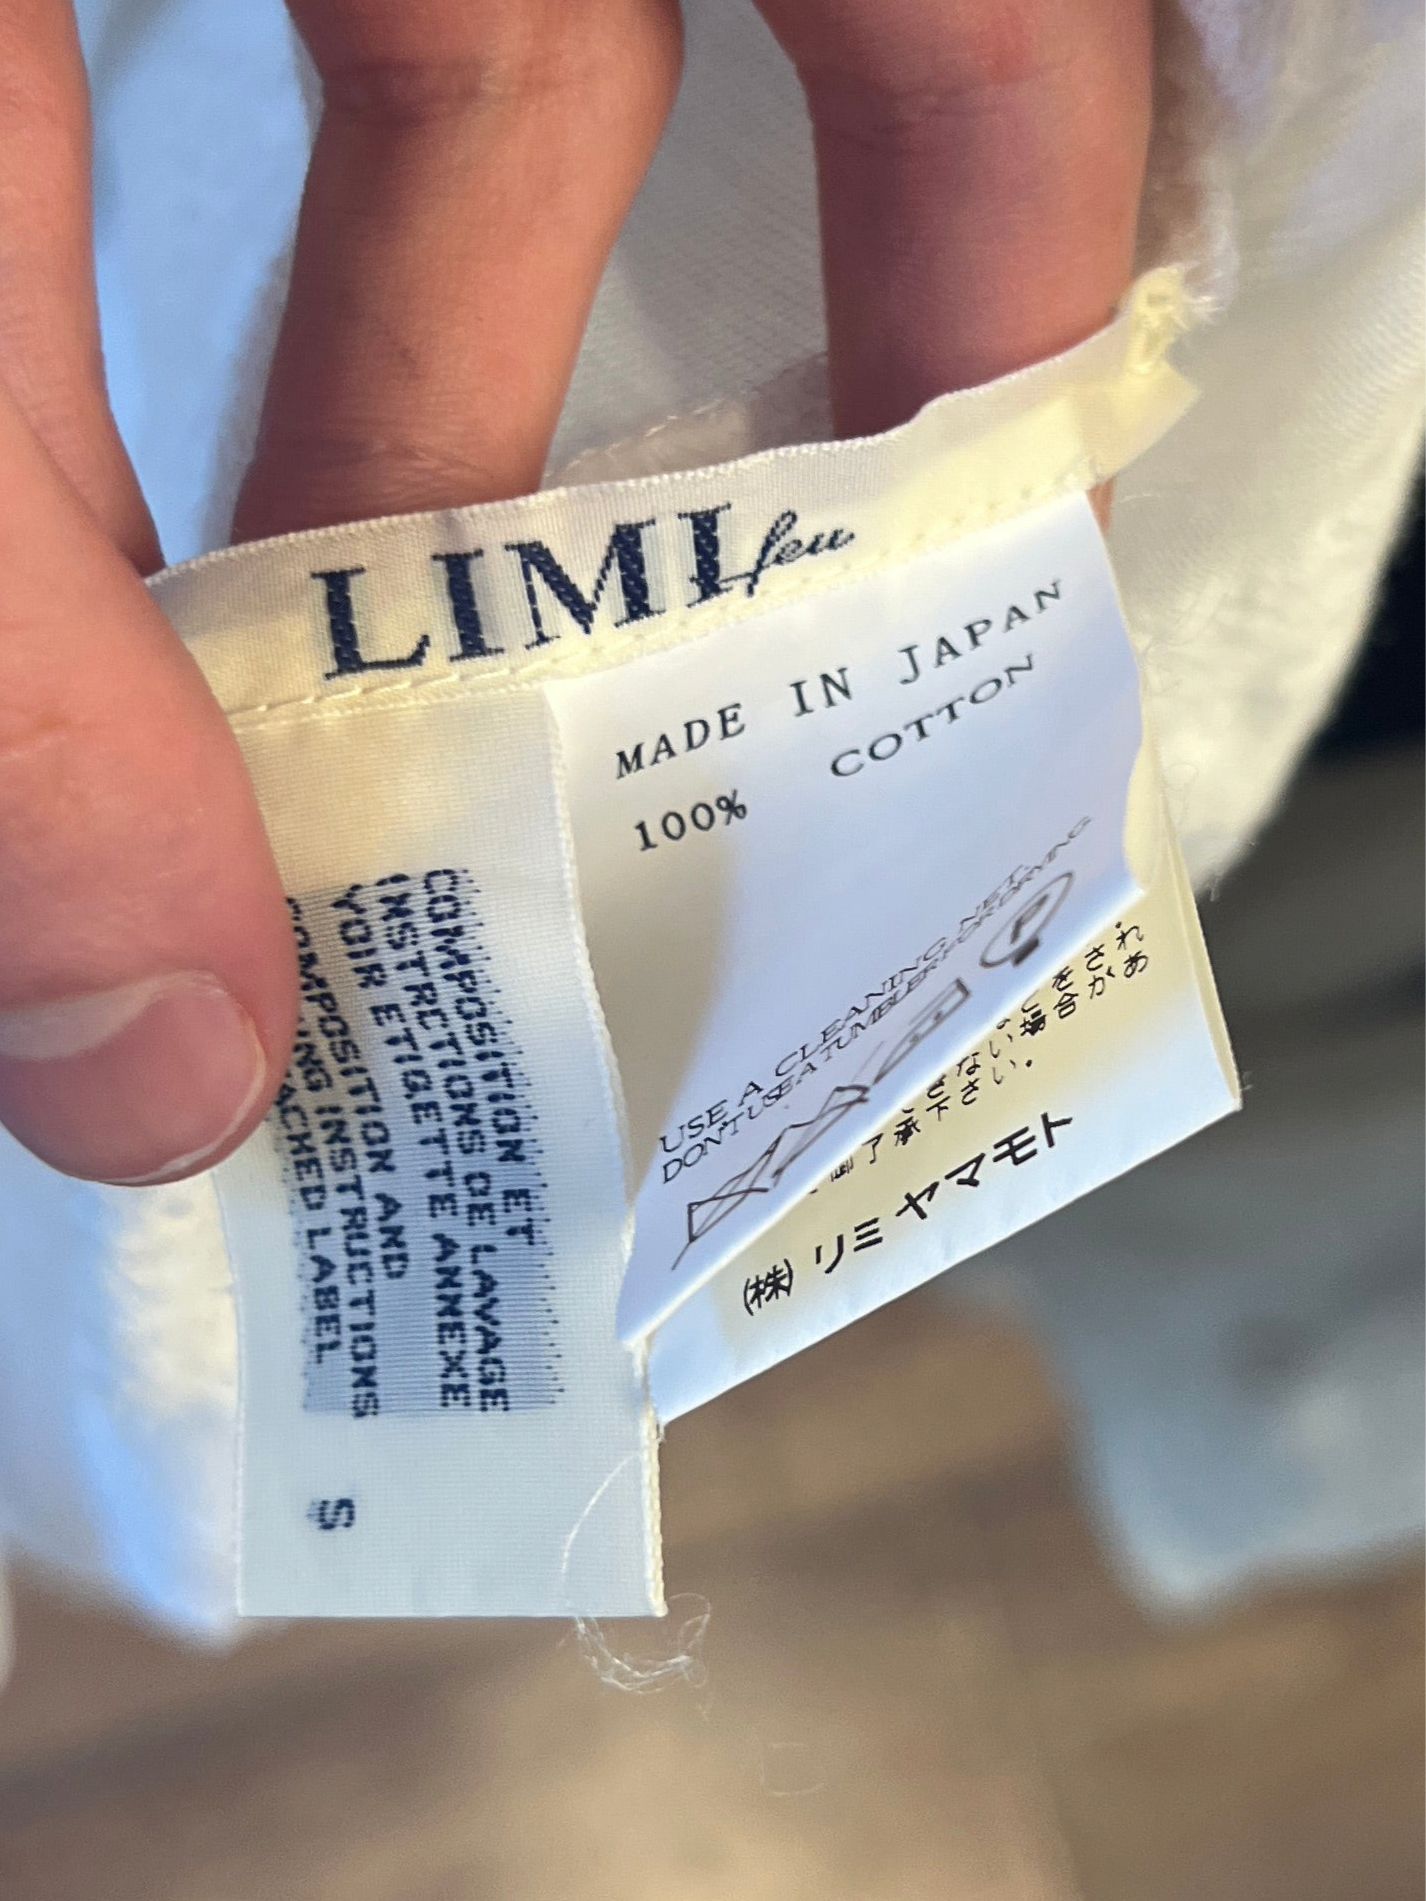 LIMI feu
MADE IN JAPAN
100% COTTON
USE A CLEANING NET.
DON'T USE A TUMBLER FOR DRYING
(株) リミ ヤマモト
COMPOSITION ET
INSTRCTIONS DE LAVAGE
VOIR ETIGETTE ANNEXE
COMPOSITION AND
INSTRUCTIONS
LABEL
S